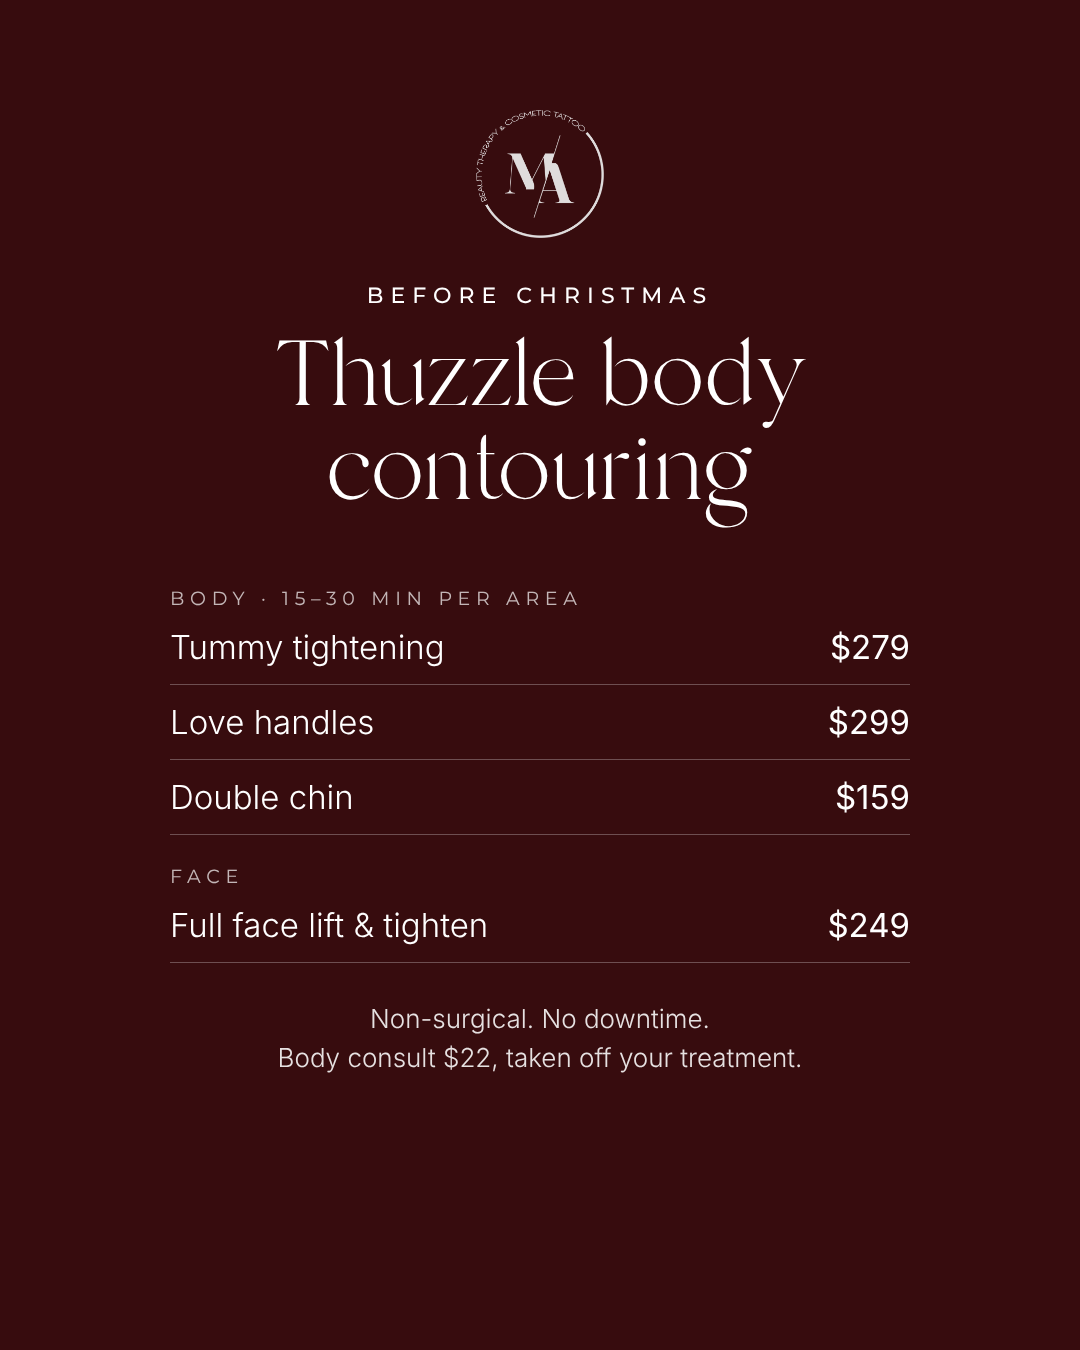 BEAUTY THERAPY & COSMETIC TATTOO
MA
BEFORE CHRISTMAS
Thuzzle body
contouring
BODY · 15–30 MIN PER AREA
Tummy tightening $279
Love handles $299
Double chin $159
FACE
Full face lift & tighten $249
Non-surgical. No downtime.
Body consult $22, taken off your treatment.